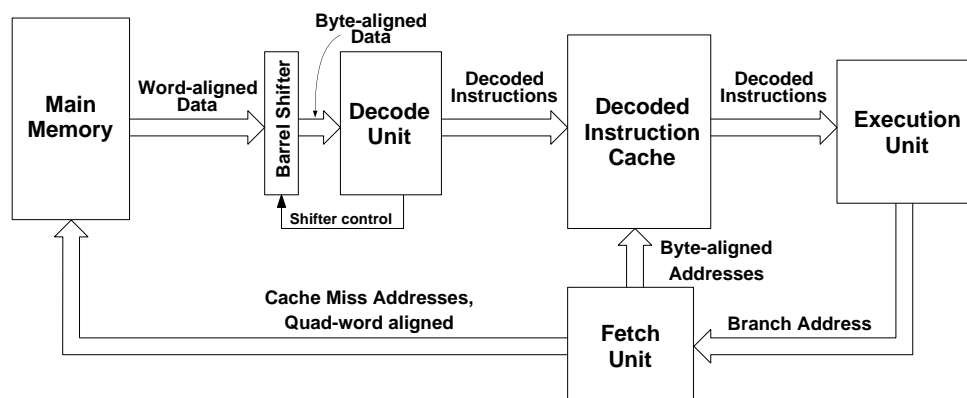 Byte-aligned
Data
Main
Memory
Word-aligned
Data
Barrel Shifter
Decode
Unit
Decoded
Instructions
Decoded
Instruction
Cache
Decoded
Instructions
Execution
Unit
Shifter control
Byte-aligned
Addresses
Cache Miss Addresses,
Quad-word aligned
Fetch
Unit
Branch Address